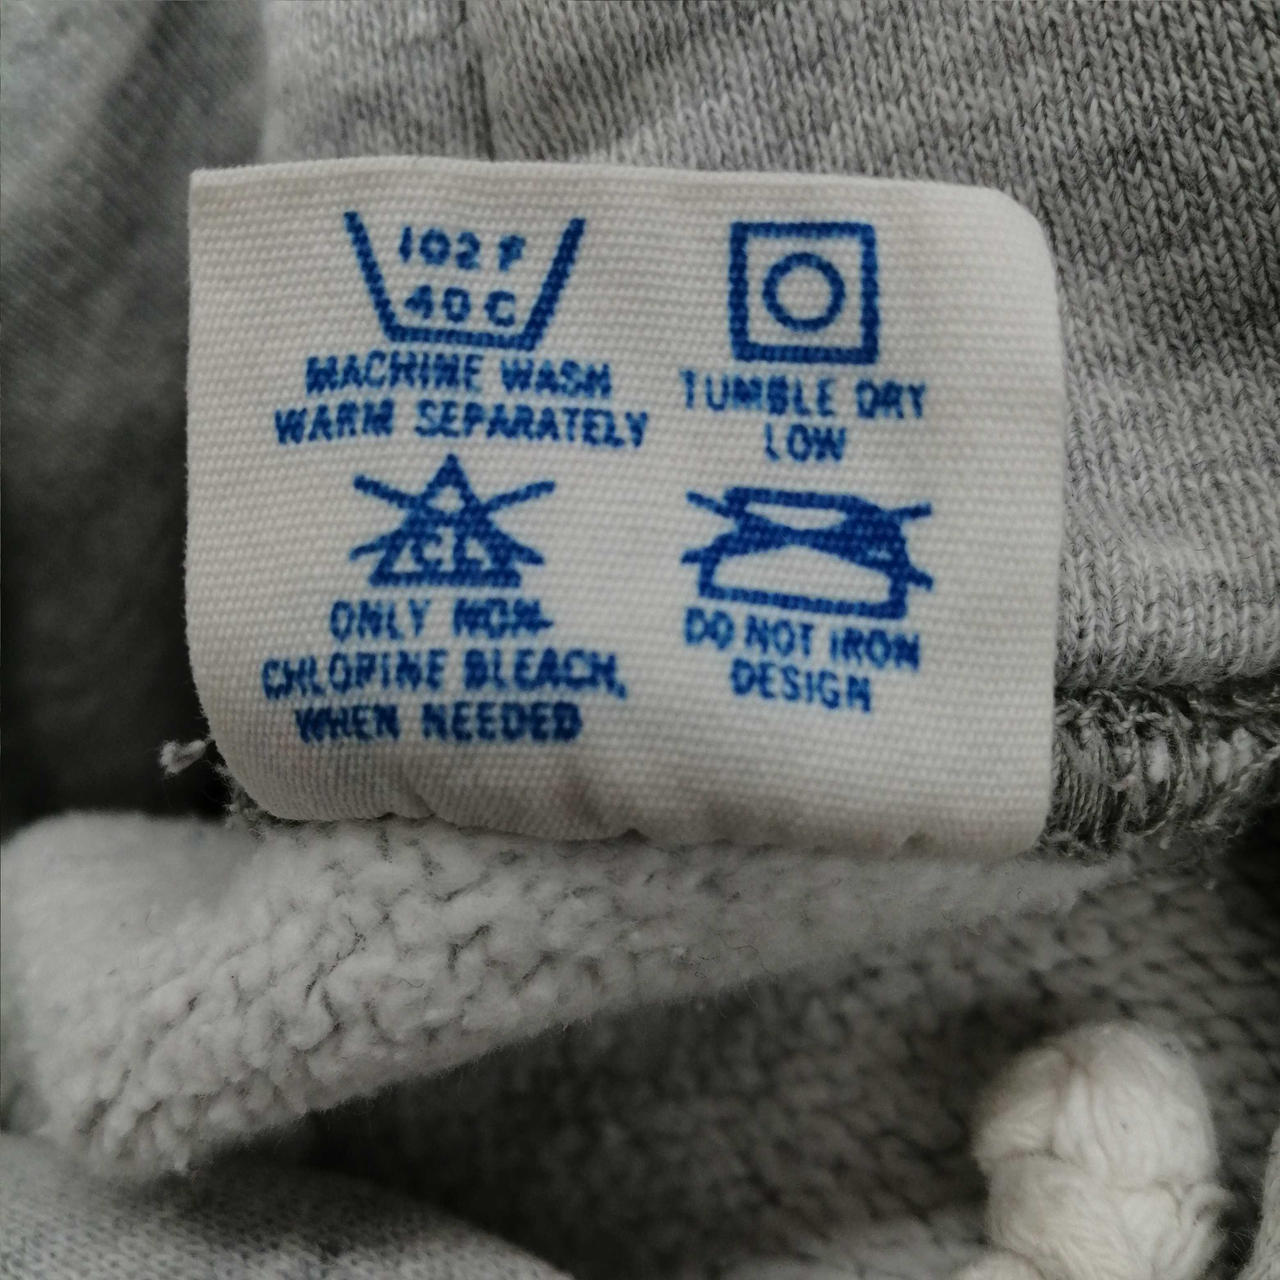 102 F
40 C
MACHINE WASH
WARM SEPARATELY
TUMBLE DRY
LOW
CL
ONLY NON-
CHLORINE BLEACH,
WHEN NEEDED
DO NOT IRON
DESIGN